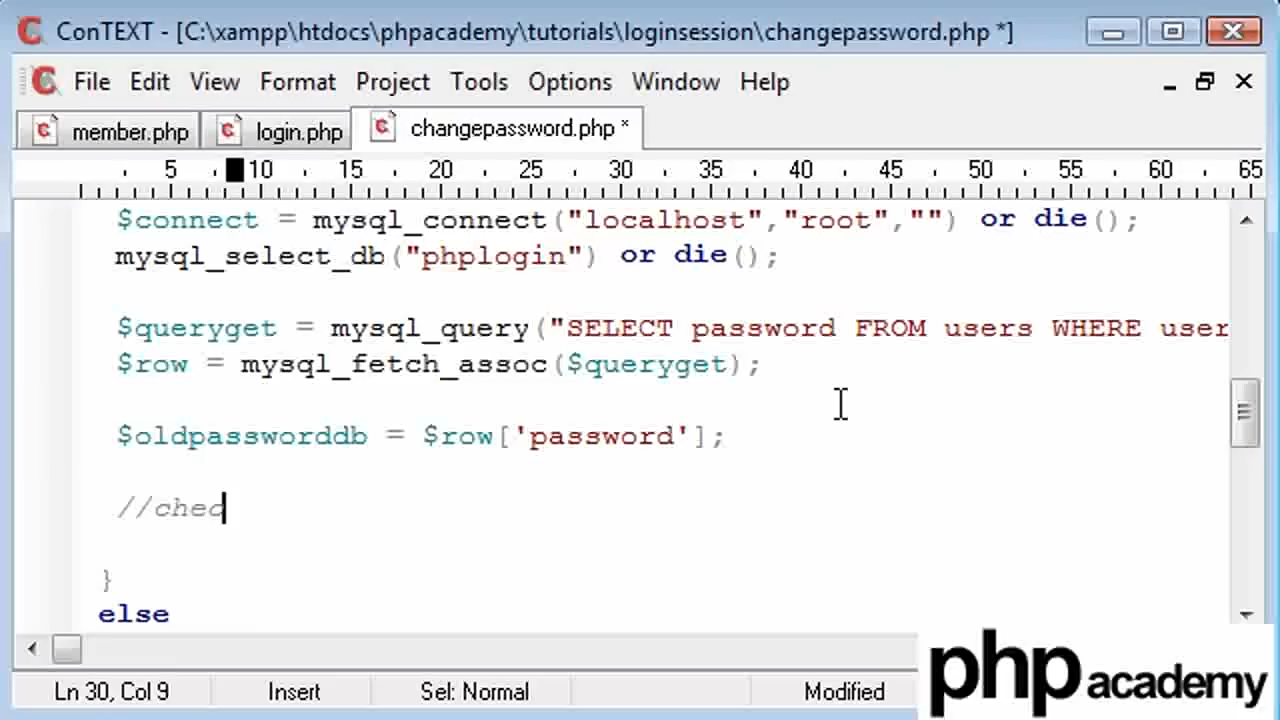 ConTEXT - [C:\xampp\htdocs\phpacademy\tutorials\loginsession\changepassword.php *]
File Edit View Format Project Tools Options Window Help
member.php login.php changepassword.php *
5 10 15 20 25 30 35 40 45 50 55 60 65
$connect = mysql_connect("localhost","root","") or die();
mysql_select_db("phplogin") or die();
$queryget = mysql_query("SELECT password FROM users WHERE user
$row = mysql_fetch_assoc($queryget);
$oldpassworddb = $row['password'];
//chec
}
else
Ln 30, Col 9 Insert Sel: Normal Modified
php academy